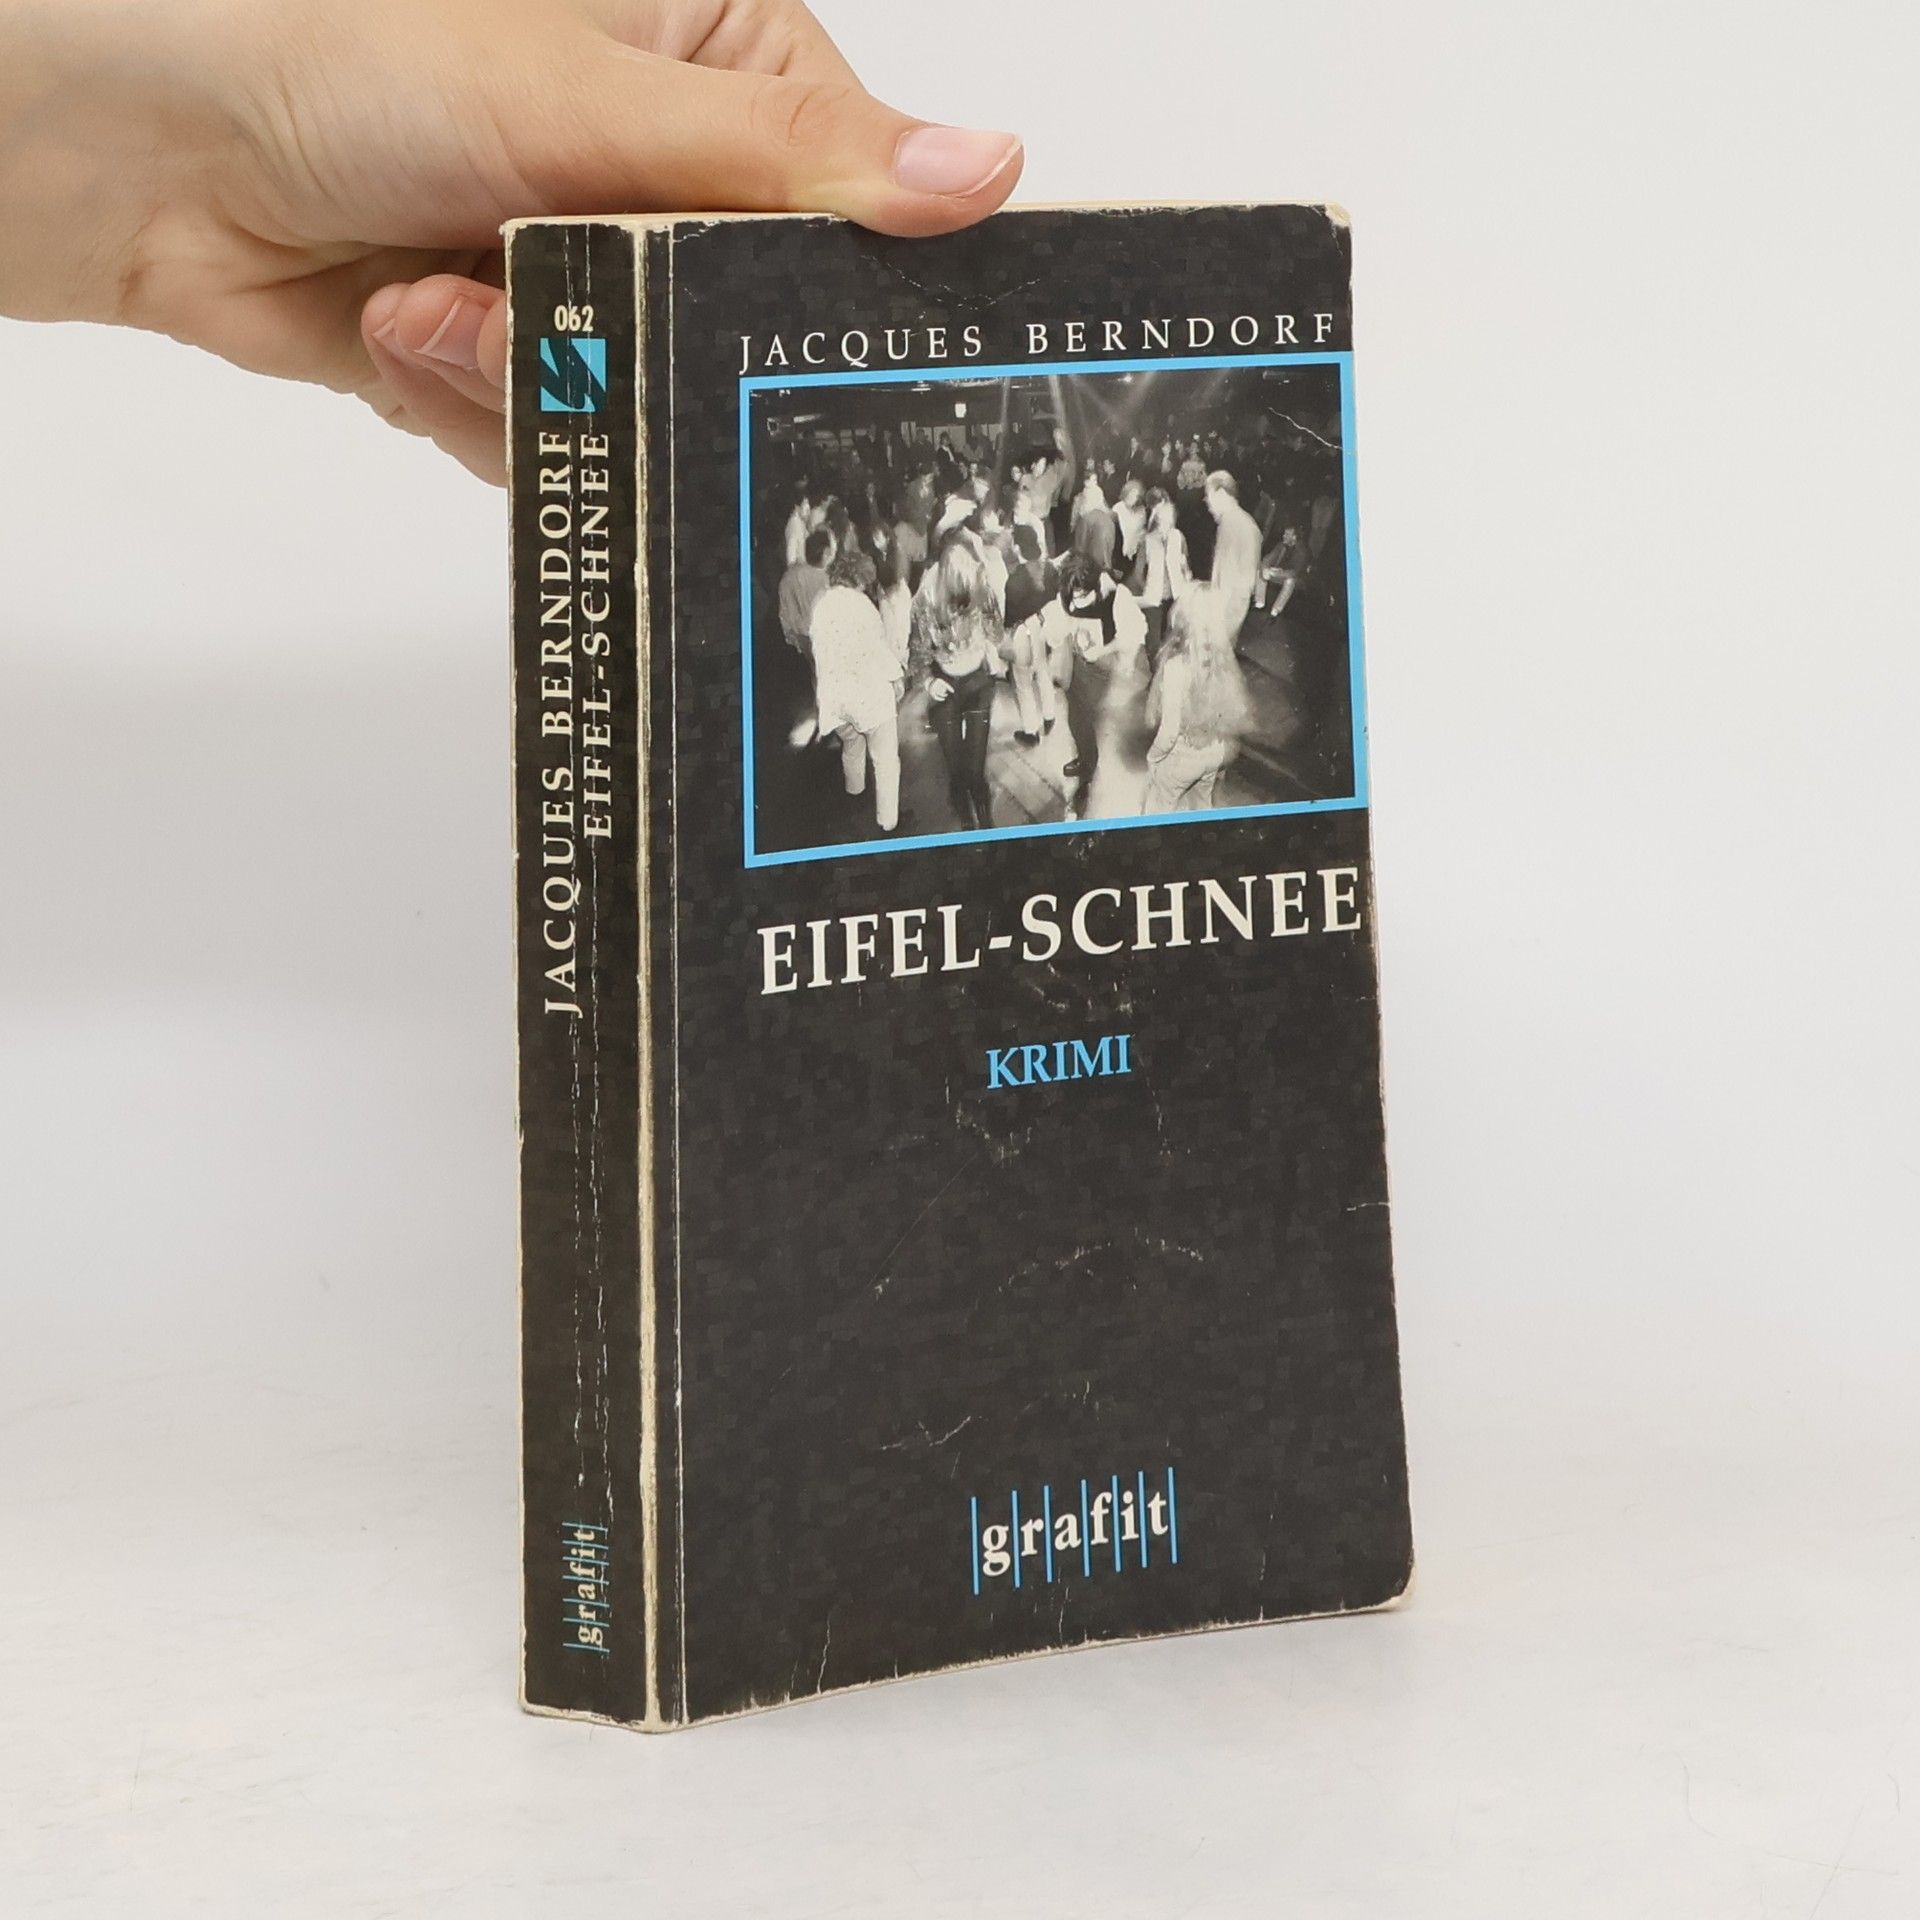 062
JACQUES BERNDORF
EIFEL-SCHNEE
grafit
JACQUES BERNDORF
EIFEL-SCHNEE
KRIMI
grafit